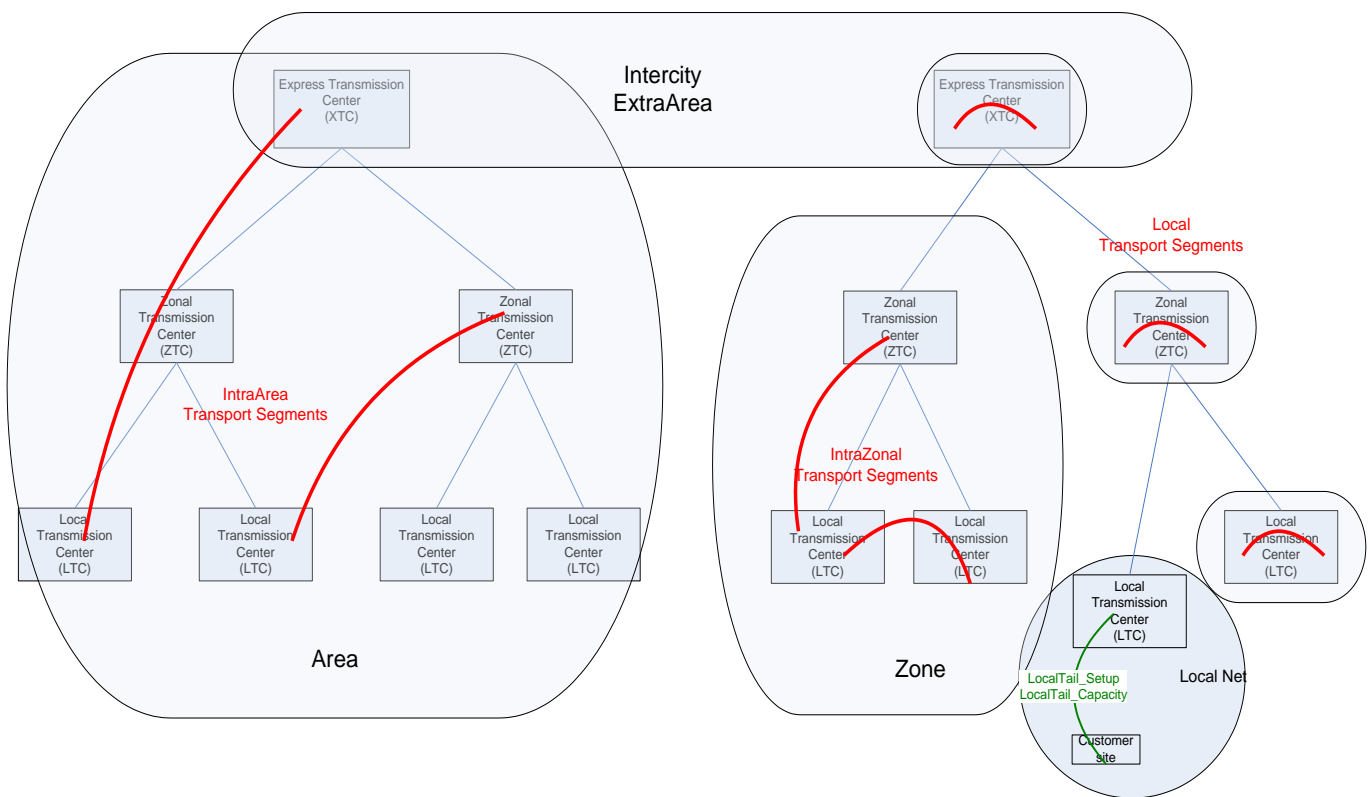 Express Transmission
Center
(XTC)
Intercity
ExtraArea
Express Transmission
Center
(XTC)
Local
Transport Segments
Zonal
Transmission
Center
(ZTC)
Zonal
Transmission
Center
(ZTC)
Zonal
Transmission
Center
(ZTC)
Zonal
Transmission
Center
(ZTC)
IntraArea
Transport Segments
IntraZonal
Transport Segments
Local
Transmission
Center
(LTC)
Local
Transmission
Center
(LTC)
Local
Transmission
Center
(LTC)
Local
Transmission
Center
(LTC)
Local
Transmission
Center
(LTC)
Local
Transmission
Center
(LTC)
Local
Transmission
Center
(LTC)
Local
Transmission
Center
(LTC)
Area
Zone
LocalTail_Setup
LocalTail_Capacity
Local Net
Customer
site